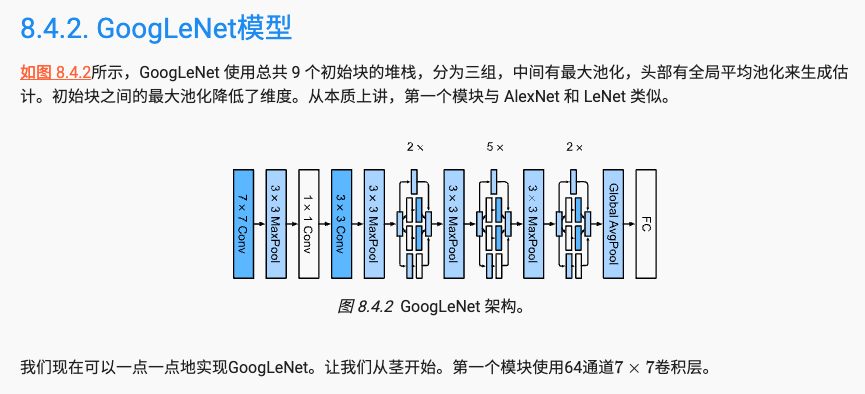 8.4.2. GoogLeNet模型
如图 8.4.2所示，GoogLeNet 使用总共 9 个初始块的堆栈，分为三组，中间有最大池化，头部有全局平均池化来生成估
计。初始块之间的最大池化降低了维度。从本质上讲，第一个模块与 AlexNet 和 LeNet 类似。
2 × 5 × 2 ×
7 × 7 Conv
3 × 3 MaxPool
1 × 1 Conv
3 × 3 Conv
3 × 3 MaxPool
3 × 3 MaxPool
3 × 3 MaxPool
Global AvgPool
FC
图 8.4.2 GoogLeNet 架构。
我们现在可以一点一点地实现GoogLeNet。让我们从茎开始。第一个模块使用64通道7 × 7卷积层。